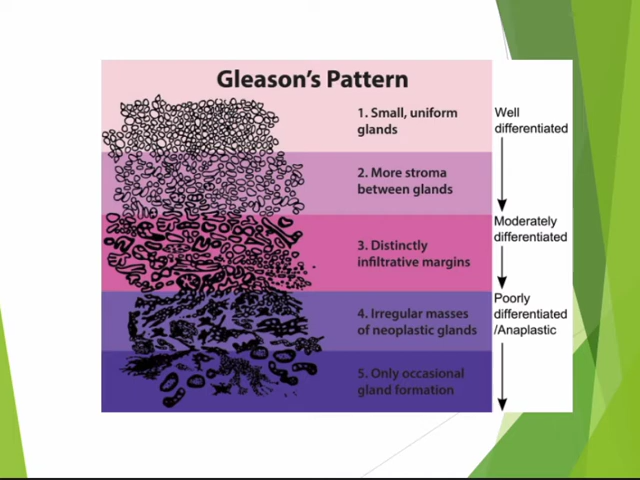 Gleason's Pattern
1. Small, uniform
glands
2. More stroma
between glands
3. Distinctly
infiltrative margins
4. Irregular masses
of neoplastic glands
5. Only occasional
gland formation
Well
differentiated
Moderately
differentiated
Poorly
differentiated
/Anaplastic